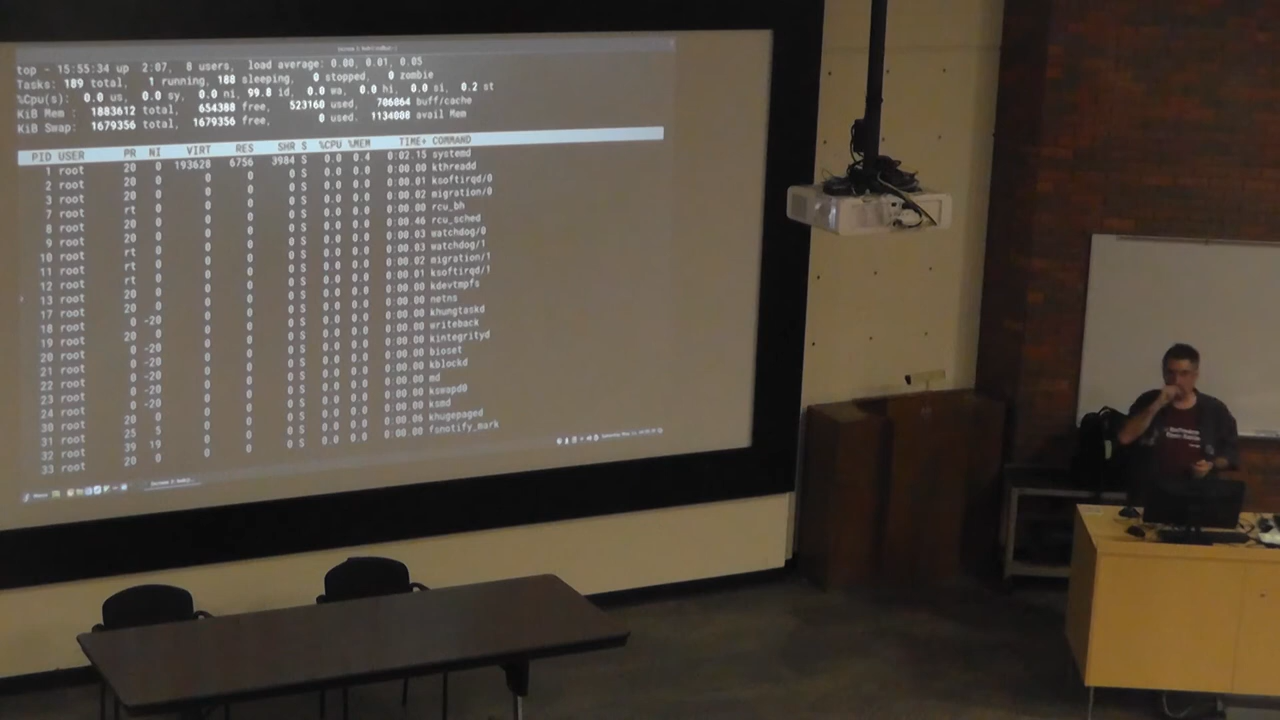 top - 15:55:34 up 2:07, 8 users, load average: 0.00, 0.01, 0.05
Tasks: 189 total, 1 running, 188 sleeping, 0 stopped, 0 zombie
%Cpu(s): 0.0 us, 0.0 sy, 0.0 ni, 99.8 id, 0.0 wa, 0.0 hi, 0.0 si, 0.2 st
KiB Mem : 1883612 total, 654388 free, 523160 used, 706064 buff/cache
KiB Swap: 1679356 total, 1679356 free, 0 used. 1134008 avail Mem
PID USER PR NI VIRT RES SHR S %CPU %MEM TIME+ COMMAND
1 root 20 0 193628 6756 3984 S 0.0 0.4 0:02.15 systemd
2 root 20 0 0 0 0 S 0.0 0.0 0:00.00 kthreadd
3 root 20 0 0 0 0 S 0.0 0.0 0:00.01 ksoftirqd/0
7 root rt 0 0 0 0 S 0.0 0.0 0:00.02 migration/0
8 root 20 0 0 0 0 S 0.0 0.0 0:00.00 rcu_bh
9 root 20 0 0 0 0 S 0.0 0.0 0:00.46 rcu_sched
10 root rt 0 0 0 0 S 0.0 0.0 0:00.03 watchdog/0
11 root rt 0 0 0 0 S 0.0 0.0 0:00.03 watchdog/1
12 root rt 0 0 0 0 S 0.0 0.0 0:00.02 migration/1
13 root 20 0 0 0 0 S 0.0 0.0 0:00.01 ksoftirqd/1
17 root 20 0 0 0 0 S 0.0 0.0 0:00.00 kdevtmpfs
18 root 0 -20 0 0 0 S 0.0 0.0 0:00.00 netns
19 root 20 0 0 0 0 S 0.0 0.0 0:00.00 khungtaskd
20 root 0 -20 0 0 0 S 0.0 0.0 0:00.00 writeback
21 root 0 -20 0 0 0 S 0.0 0.0 0:00.00 kintegrityd
22 root 0 -20 0 0 0 S 0.0 0.0 0:00.00 bioset
23 root 0 -20 0 0 0 S 0.0 0.0 0:00.00 kblockd
24 root 0 -20 0 0 0 S 0.0 0.0 0:00.00 md
30 root 20 0 0 0 0 S 0.0 0.0 0:00.00 kswapd0
31 root 25 5 0 0 0 S 0.0 0.0 0:00.00 ksmd
32 root 39 19 0 0 0 S 0.0 0.0 0:00.06 khugepaged
33 root 20 0 0 0 0 S 0.0 0.0 0:00.00 fsnotify_mark